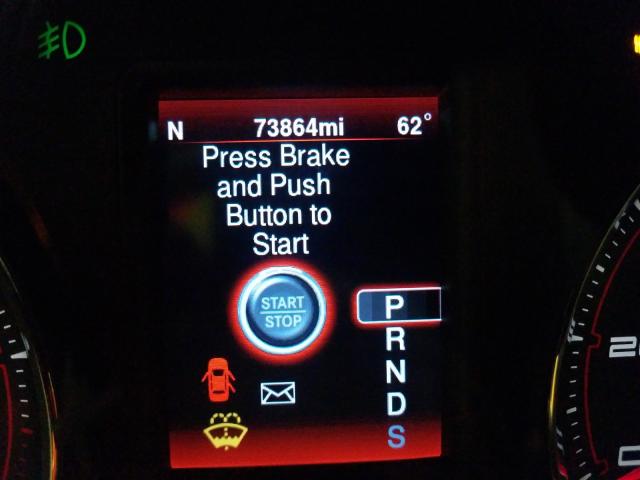 N 73864mi 62°
Press Brake
and Push
Button to
Start
START
STOP
P
R
N
D
S